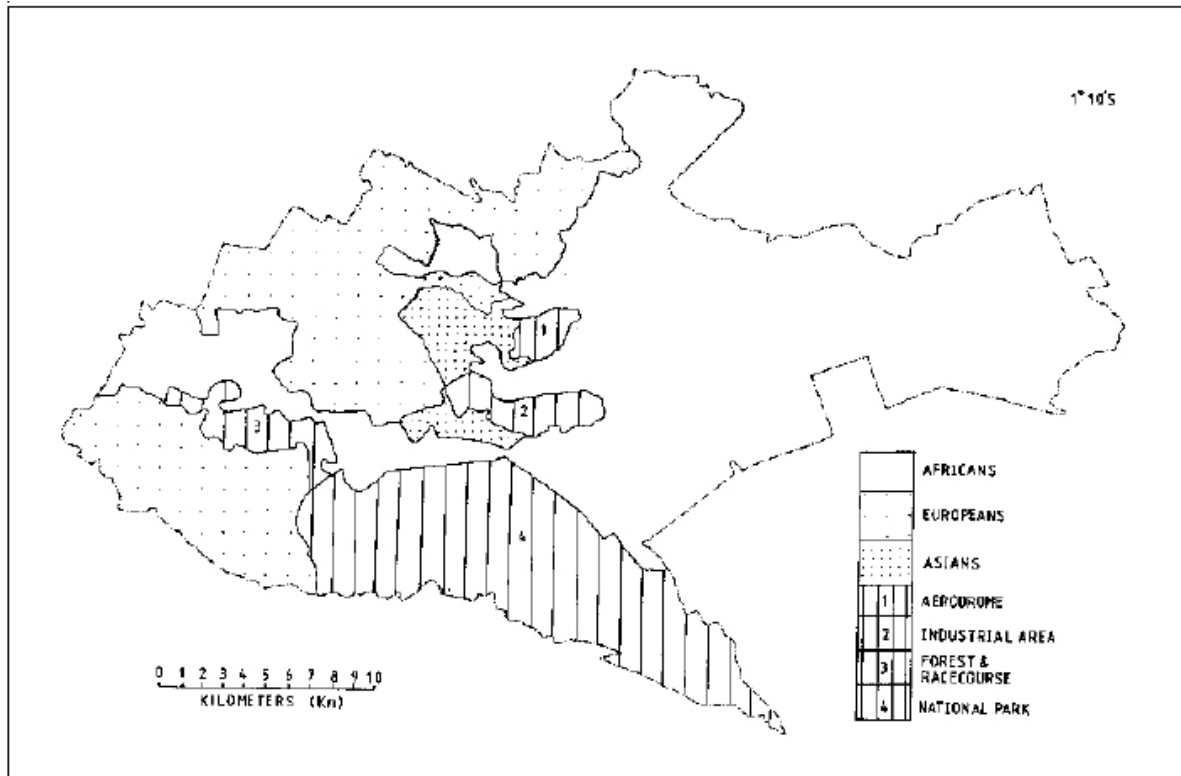 1°10'S
1
2
3
4
AFRICANS
EUROPEANS
ASIANS
1 AERODROME
2 INDUSTRIAL AREA
3 FOREST &
RACECOURSE
4 NATIONAL PARK
0 1 2 3 4 5 6 7 8 9 10
KILOMETERS (Km)